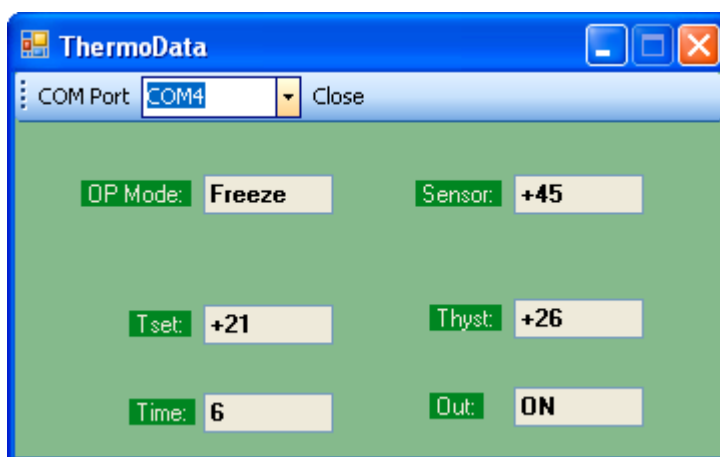 ThermoData
COM Port COM4 Close
OP Mode: Freeze Sensor: +45
Tset: +21 Thyst: +26
Time: 6 Out: ON